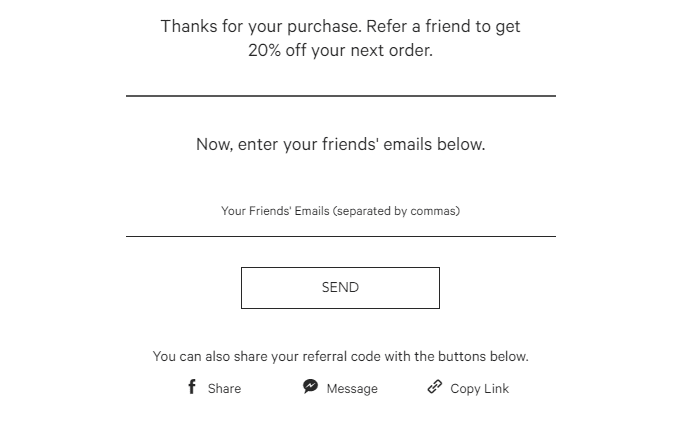 Thanks for your purchase. Refer a friend to get
20% off your next order.
Now, enter your friends' emails below.
Your Friends' Emails (separated by commas)
SEND
You can also share your referral code with the buttons below.
Share Message Copy Link